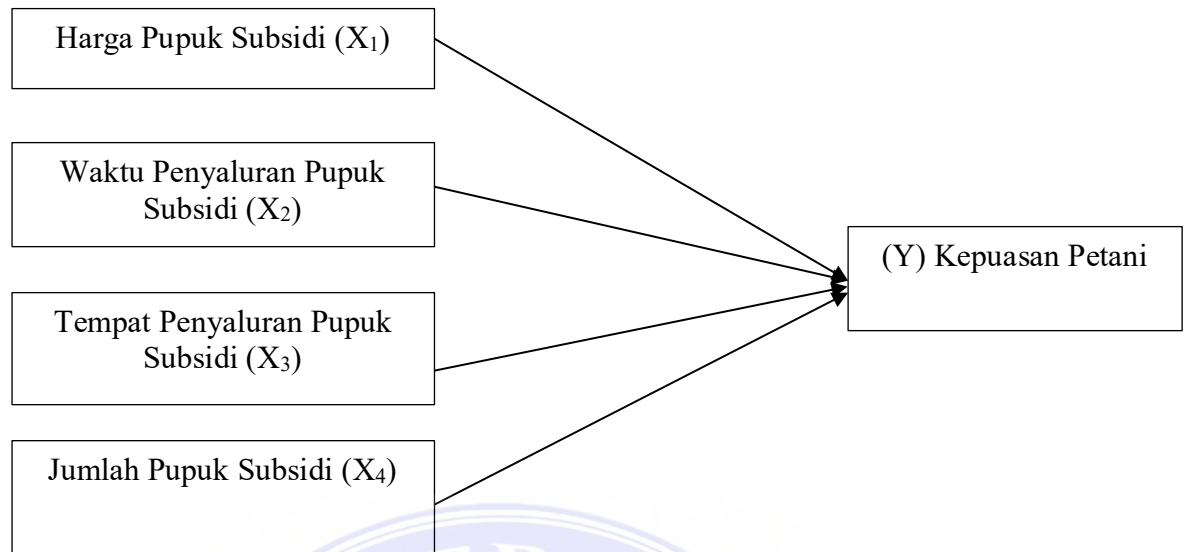 Harga Pupuk Subsidi (X₁)
Waktu Penyaluran Pupuk
Subsidi (X₂)
(Y) Kepuasan Petani
Tempat Penyaluran Pupuk
Subsidi (X₃)
Jumlah Pupuk Subsidi (X₄)